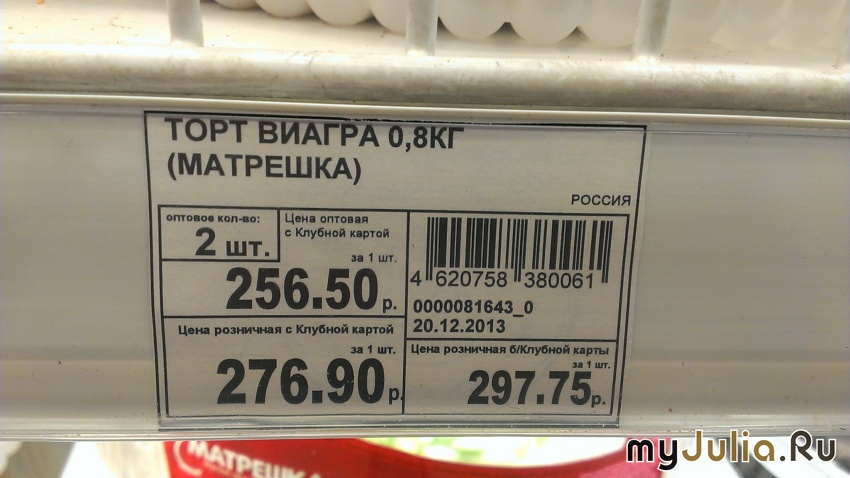 ТОРТ ВИАГРА 0,8КГ
(МАТРЕШКА)
РОССИЯ
оптовое кол-во:
2 шт.
Цена оптовая
с Клубной картой
за 1 шт.
256.50 р.
4 620758 380061
0000081643_0
20.12.2013
Цена розничная с Клубной картой
за 1 шт.
276.90 р.
Цена розничная б/Клубной карты
за 1 шт.
297.75 р.
МАТРЕШКА
myJulia.Ru